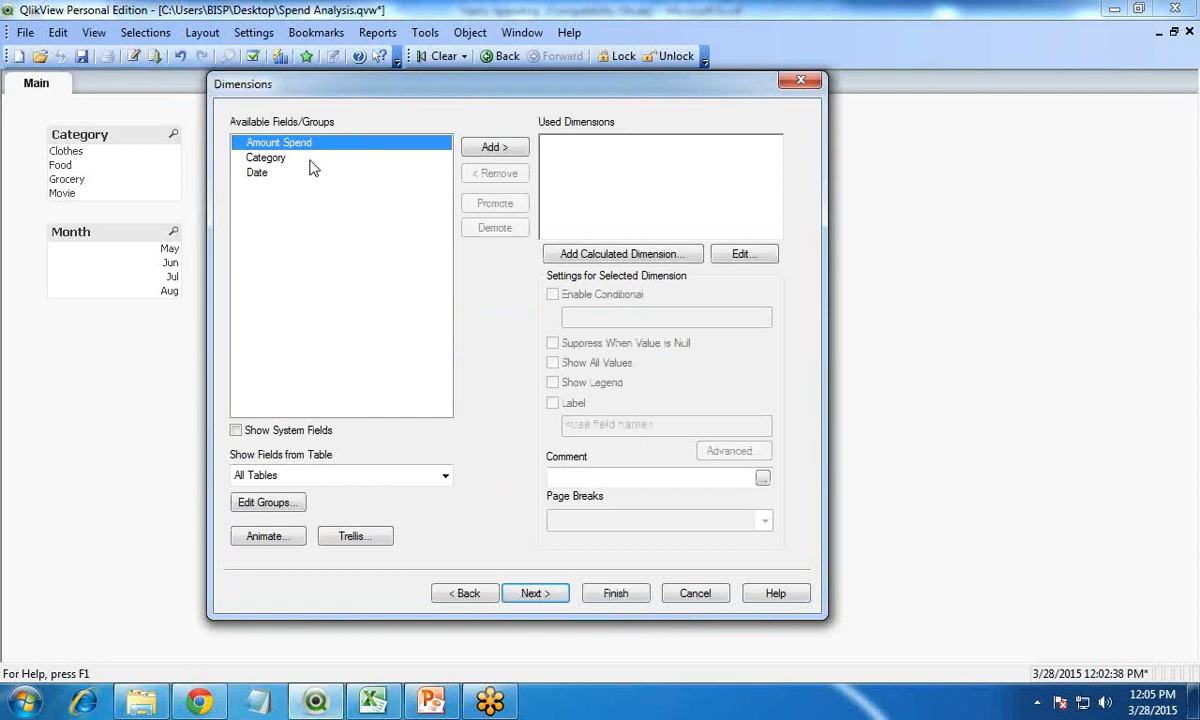 QlikView Personal Edition - [C:\Users\BISP\Desktop\Spend Analysis.qvw*]
File Edit View Selections Layout Settings Bookmarks Reports Tools Object Window Help
Clear Back Forward Lock Unlock
Main
Dimensions
Category
Clothes
Food
Grocery
Movie
Month
May
Jun
Jul
Aug
Available Fields/Groups
Amount Spend
Category
Date
Add >
< Remove
Promote
Demote
Used Dimensions
Add Calculated Dimension... Edit...
Settings for Selected Dimension
Enable Conditional
Suppress When Value is Null
Show All Values
Show Legend
Label
<use field name>
Advanced...
Comment
...
Page Breaks
Show System Fields
Show Fields from Table
All Tables
Edit Groups...
Animate... Trellis...
< Back Next > Finish Cancel Help
For Help, press F1
3/28/2015 12:02:38 PM*
12:05 PM
3/28/2015